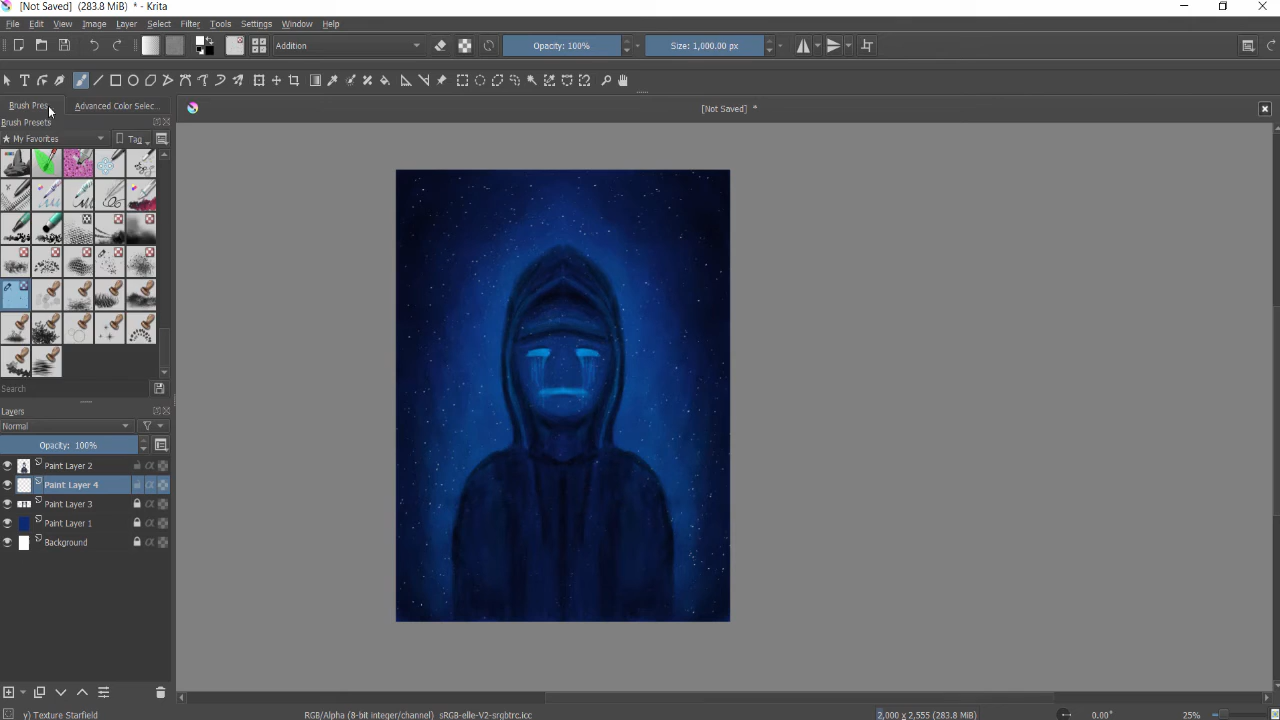 [Not Saved] (283.8 MiB) * - Krita
File Edit View Image Layer Select Filter Tools Settings Window Help
Addition Opacity: 100% Size: 1,000.00 px
Brush Pres... Advanced Color Selec... [Not Saved] *
Brush Presets
My Favorites Tag
Search
Layers
Normal
Opacity: 100%
Paint Layer 2
Paint Layer 4
Paint Layer 3
Paint Layer 1
Background
y) Texture Starfield RGB/Alpha (8-bit integer/channel) sRGB-elle-V2-srgbtrc.icc 2,000 x 2,555 (283.8 MiB) 0.00° 25%